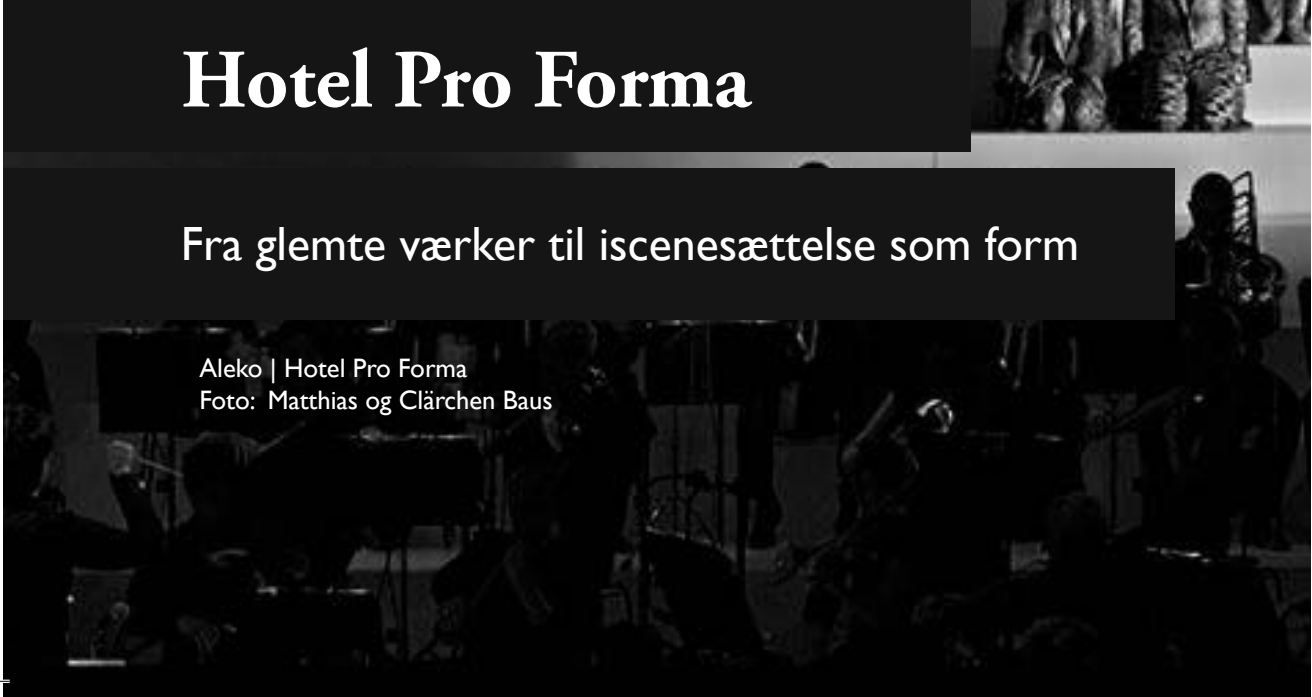 Hotel Pro Forma
Fra glemte værker til iscenesættelse som form
Aleko | Hotel Pro Forma
Foto: Matthias og Clärchen Baus